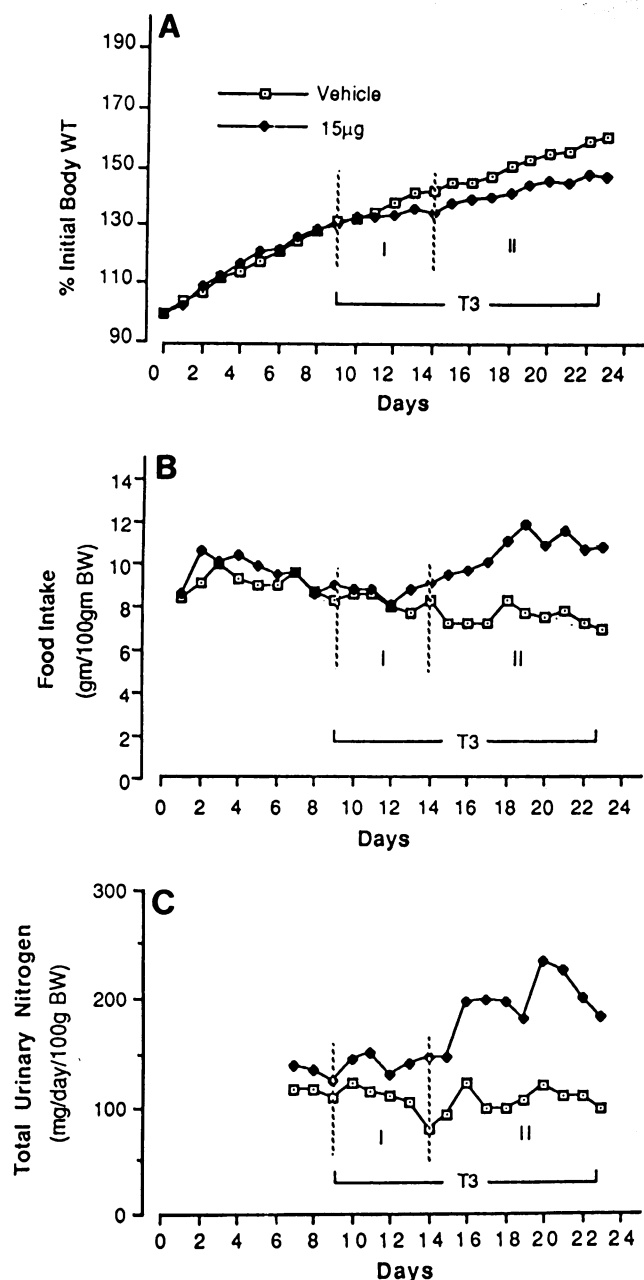 A
% Initial Body WT
190
170
150
130
110
90
Vehicle
15µg
I
II
T3
0 2 4 6 8 10 12 14 16 18 20 22 24
Days
B
Food Intake
(gm/100gm BW)
14
12
10
8
6
4
2
0
I
II
T3
0 2 4 6 8 10 12 14 16 18 20 22 24
Days
C
Total Urinary Nitrogen
(mg/day/100g BW)
300
200
100
0
I
II
T3
0 2 4 6 8 10 12 14 16 18 20 22 24
Days